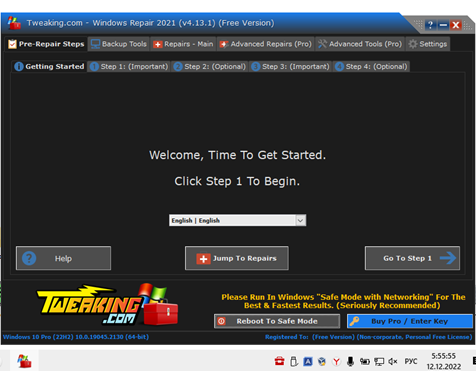 Tweaking.com - Windows Repair 2021 (v4.13.1) (Free Version)
Pre-Repair Steps Backup Tools Repairs - Main Advanced Repairs (Pro) Advanced Tools (Pro) Settings
Getting Started 1 Step 1: (Important) 2 Step 2: (Optional) 3 Step 3: (Important) 4 Step 4: (Optional)
Welcome, Time To Get Started.
Click Step 1 To Begin.
English | English
Help Jump To Repairs Go To Step 1
TWEAKING
.COM
Please Run In Windows "Safe Mode with Networking" For The
Best & Fastest Results. (Seriously Recommended)
Reboot To Safe Mode Buy Pro / Enter Key
Windows 10 Pro (22H2) 10.0.19045.2130 (64-bit) Registered To: (Free Version) (Non-corporate, Personal Free License)
РУС 5:55:55
12.12.2022